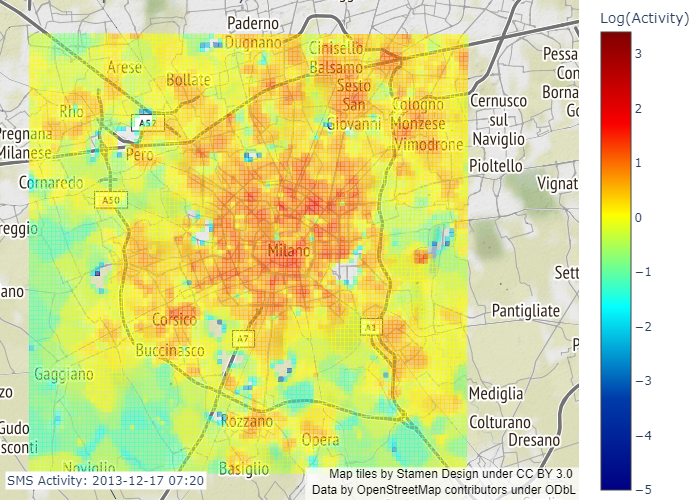 Log(Activity)
3
2
1
0
−1
−2
−3
−4
−5
Paderno
Dugnano
Cinisello
Balsamo
Arese
Bollate
Sesto
San
Giovanni
Rho
A52
Cologno
Monzese
Vimodrone
Cernusco
sul
Naviglio
Pessa
Con
Borna
Go
Pregnana
Milanese
Pero
Pioltello
Cornaredo
Vignat
A50
reggio
Milano
Sett
ano
Corsico
Pantigliate
A1
A7
Buccinasco
P
Gaggiano
zo
Mediglia
Gudo
sconti
Rozzano
Colturano
Dresano
Opera
Noviglio
Basiglio
SMS Activity: 2013-12-17 07:20
Map tiles by Stamen Design under CC BY 3.0
Data by OpenStreetMap contributors under ODbL